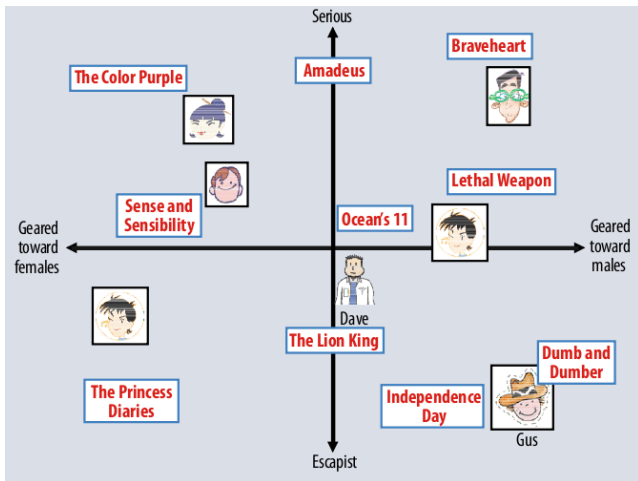 Serious
Braveheart
Amadeus
The Color Purple
Lethal Weapon
Sense and
Sensibility
Ocean's 11
Geared
toward
females
Geared
toward
males
Dave
The Lion King
Dumb and
Dumber
The Princess
Diaries
Independence
Day
Gus
Escapist